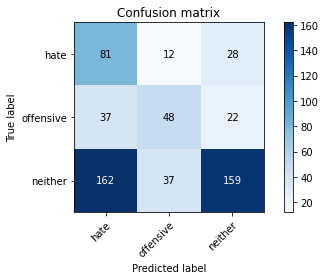 Confusion matrix
hate 81 12 28
offensive 37 48 22
neither 162 37 159
hate offensive neither
True label
Predicted label
160
140
120
100
80
60
40
20